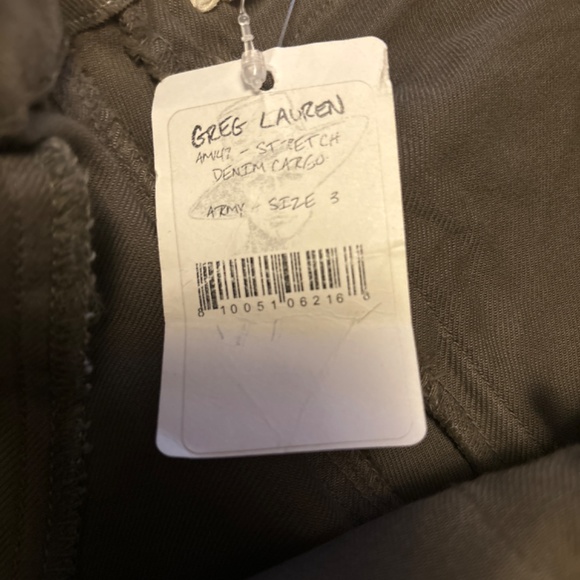 GREG LAUREN
AM147 - STRETCH
DENIM CARGO
ARMY - SIZE 3
8 10051 06216 0